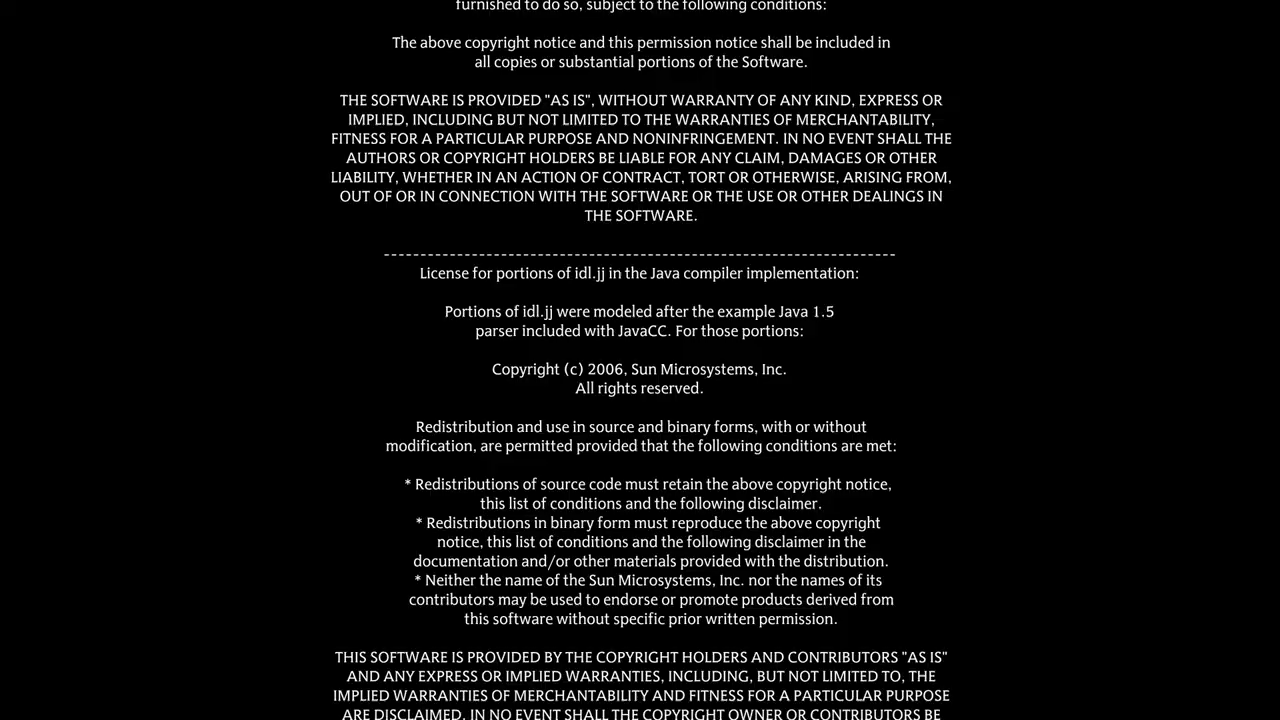 furnished to do so, subject to the following conditions:
The above copyright notice and this permission notice shall be included in
all copies or substantial portions of the Software.
THE SOFTWARE IS PROVIDED "AS IS", WITHOUT WARRANTY OF ANY KIND, EXPRESS OR
IMPLIED, INCLUDING BUT NOT LIMITED TO THE WARRANTIES OF MERCHANTABILITY,
FITNESS FOR A PARTICULAR PURPOSE AND NONINFRINGEMENT. IN NO EVENT SHALL THE
AUTHORS OR COPYRIGHT HOLDERS BE LIABLE FOR ANY CLAIM, DAMAGES OR OTHER
LIABILITY, WHETHER IN AN ACTION OF CONTRACT, TORT OR OTHERWISE, ARISING FROM,
OUT OF OR IN CONNECTION WITH THE SOFTWARE OR THE USE OR OTHER DEALINGS IN
THE SOFTWARE.
-----------------------------------------------------------------------
License for portions of idl.jj in the Java compiler implementation:
Portions of idl.jj were modeled after the example Java 1.5
parser included with JavaCC. For those portions:
Copyright (c) 2006, Sun Microsystems, Inc.
All rights reserved.
Redistribution and use in source and binary forms, with or without
modification, are permitted provided that the following conditions are met:
* Redistributions of source code must retain the above copyright notice,
this list of conditions and the following disclaimer.
* Redistributions in binary form must reproduce the above copyright
notice, this list of conditions and the following disclaimer in the
documentation and/or other materials provided with the distribution.
* Neither the name of the Sun Microsystems, Inc. nor the names of its
contributors may be used to endorse or promote products derived from
this software without specific prior written permission.
THIS SOFTWARE IS PROVIDED BY THE COPYRIGHT HOLDERS AND CONTRIBUTORS "AS IS"
AND ANY EXPRESS OR IMPLIED WARRANTIES, INCLUDING, BUT NOT LIMITED TO, THE
IMPLIED WARRANTIES OF MERCHANTABILITY AND FITNESS FOR A PARTICULAR PURPOSE
ARE DISCLAIMED. IN NO EVENT SHALL THE COPYRIGHT OWNER OR CONTRIBUTORS BE